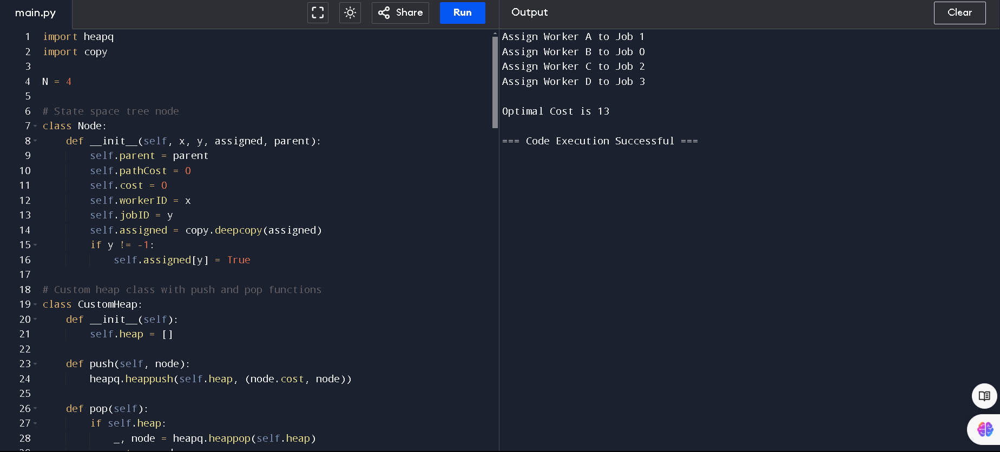 main.py
Share
Run
Output
Clear
1 import heapq
2 import copy
3
4 N = 4
5
6 # State space tree node
7 class Node:
8     def __init__(self, x, y, assigned, parent):
9         self.parent = parent
10         self.pathCost = 0
11         self.cost = 0
12         self.workerID = x
13         self.jobID = y
14         self.assigned = copy.deepcopy(assigned)
15         if y != -1:
16             self.assigned[y] = True
17
18 # Custom heap class with push and pop functions
19 class CustomHeap:
20     def __init__(self):
21         self.heap = []
22
23     def push(self, node):
24         heapq.heappush(self.heap, (node.cost, node))
25
26     def pop(self):
27         if self.heap:
28             _, node = heapq.heappop(self.heap)
Assign Worker A to Job 1
Assign Worker B to Job 0
Assign Worker C to Job 2
Assign Worker D to Job 3

Optimal Cost is 13

=== Code Execution Successful ===